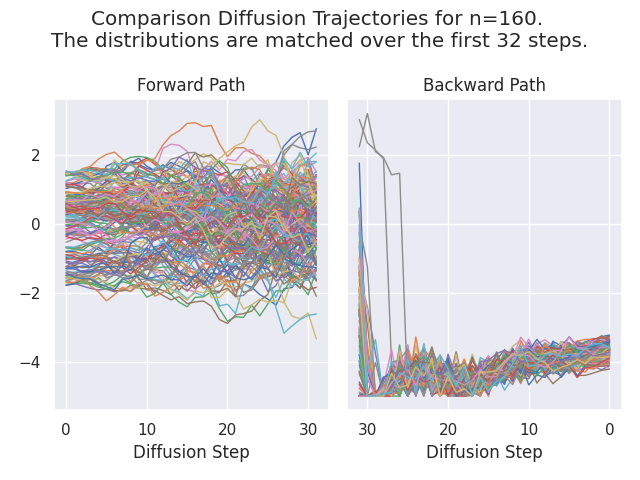 Comparison Diffusion Trajectories for n=160.
The distributions are matched over the first 32 steps.
Forward Path
Backward Path
2
0
−2
−4
0 10 20 30
30 20 10 0
Diffusion Step
Diffusion Step